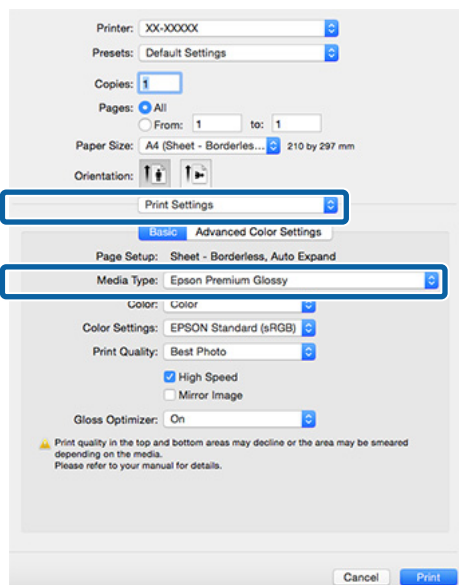 Printer: XX-XXXXX
Presets: Default Settings
Copies: 1
Pages: All
From: 1 to: 1
Paper Size: A4 (Sheet - Borderles... 210 by 297 mm
Orientation:
Print Settings
Basic Advanced Color Settings
Page Setup: Sheet - Borderless, Auto Expand
Media Type: Epson Premium Glossy
Color: Color
Color Settings: EPSON Standard (sRGB)
Print Quality: Best Photo
High Speed
Mirror Image
Gloss Optimizer: On
Print quality in the top and bottom areas may decline or the area may be smeared
depending on the media.
Please refer to your manual for details.
Cancel Print